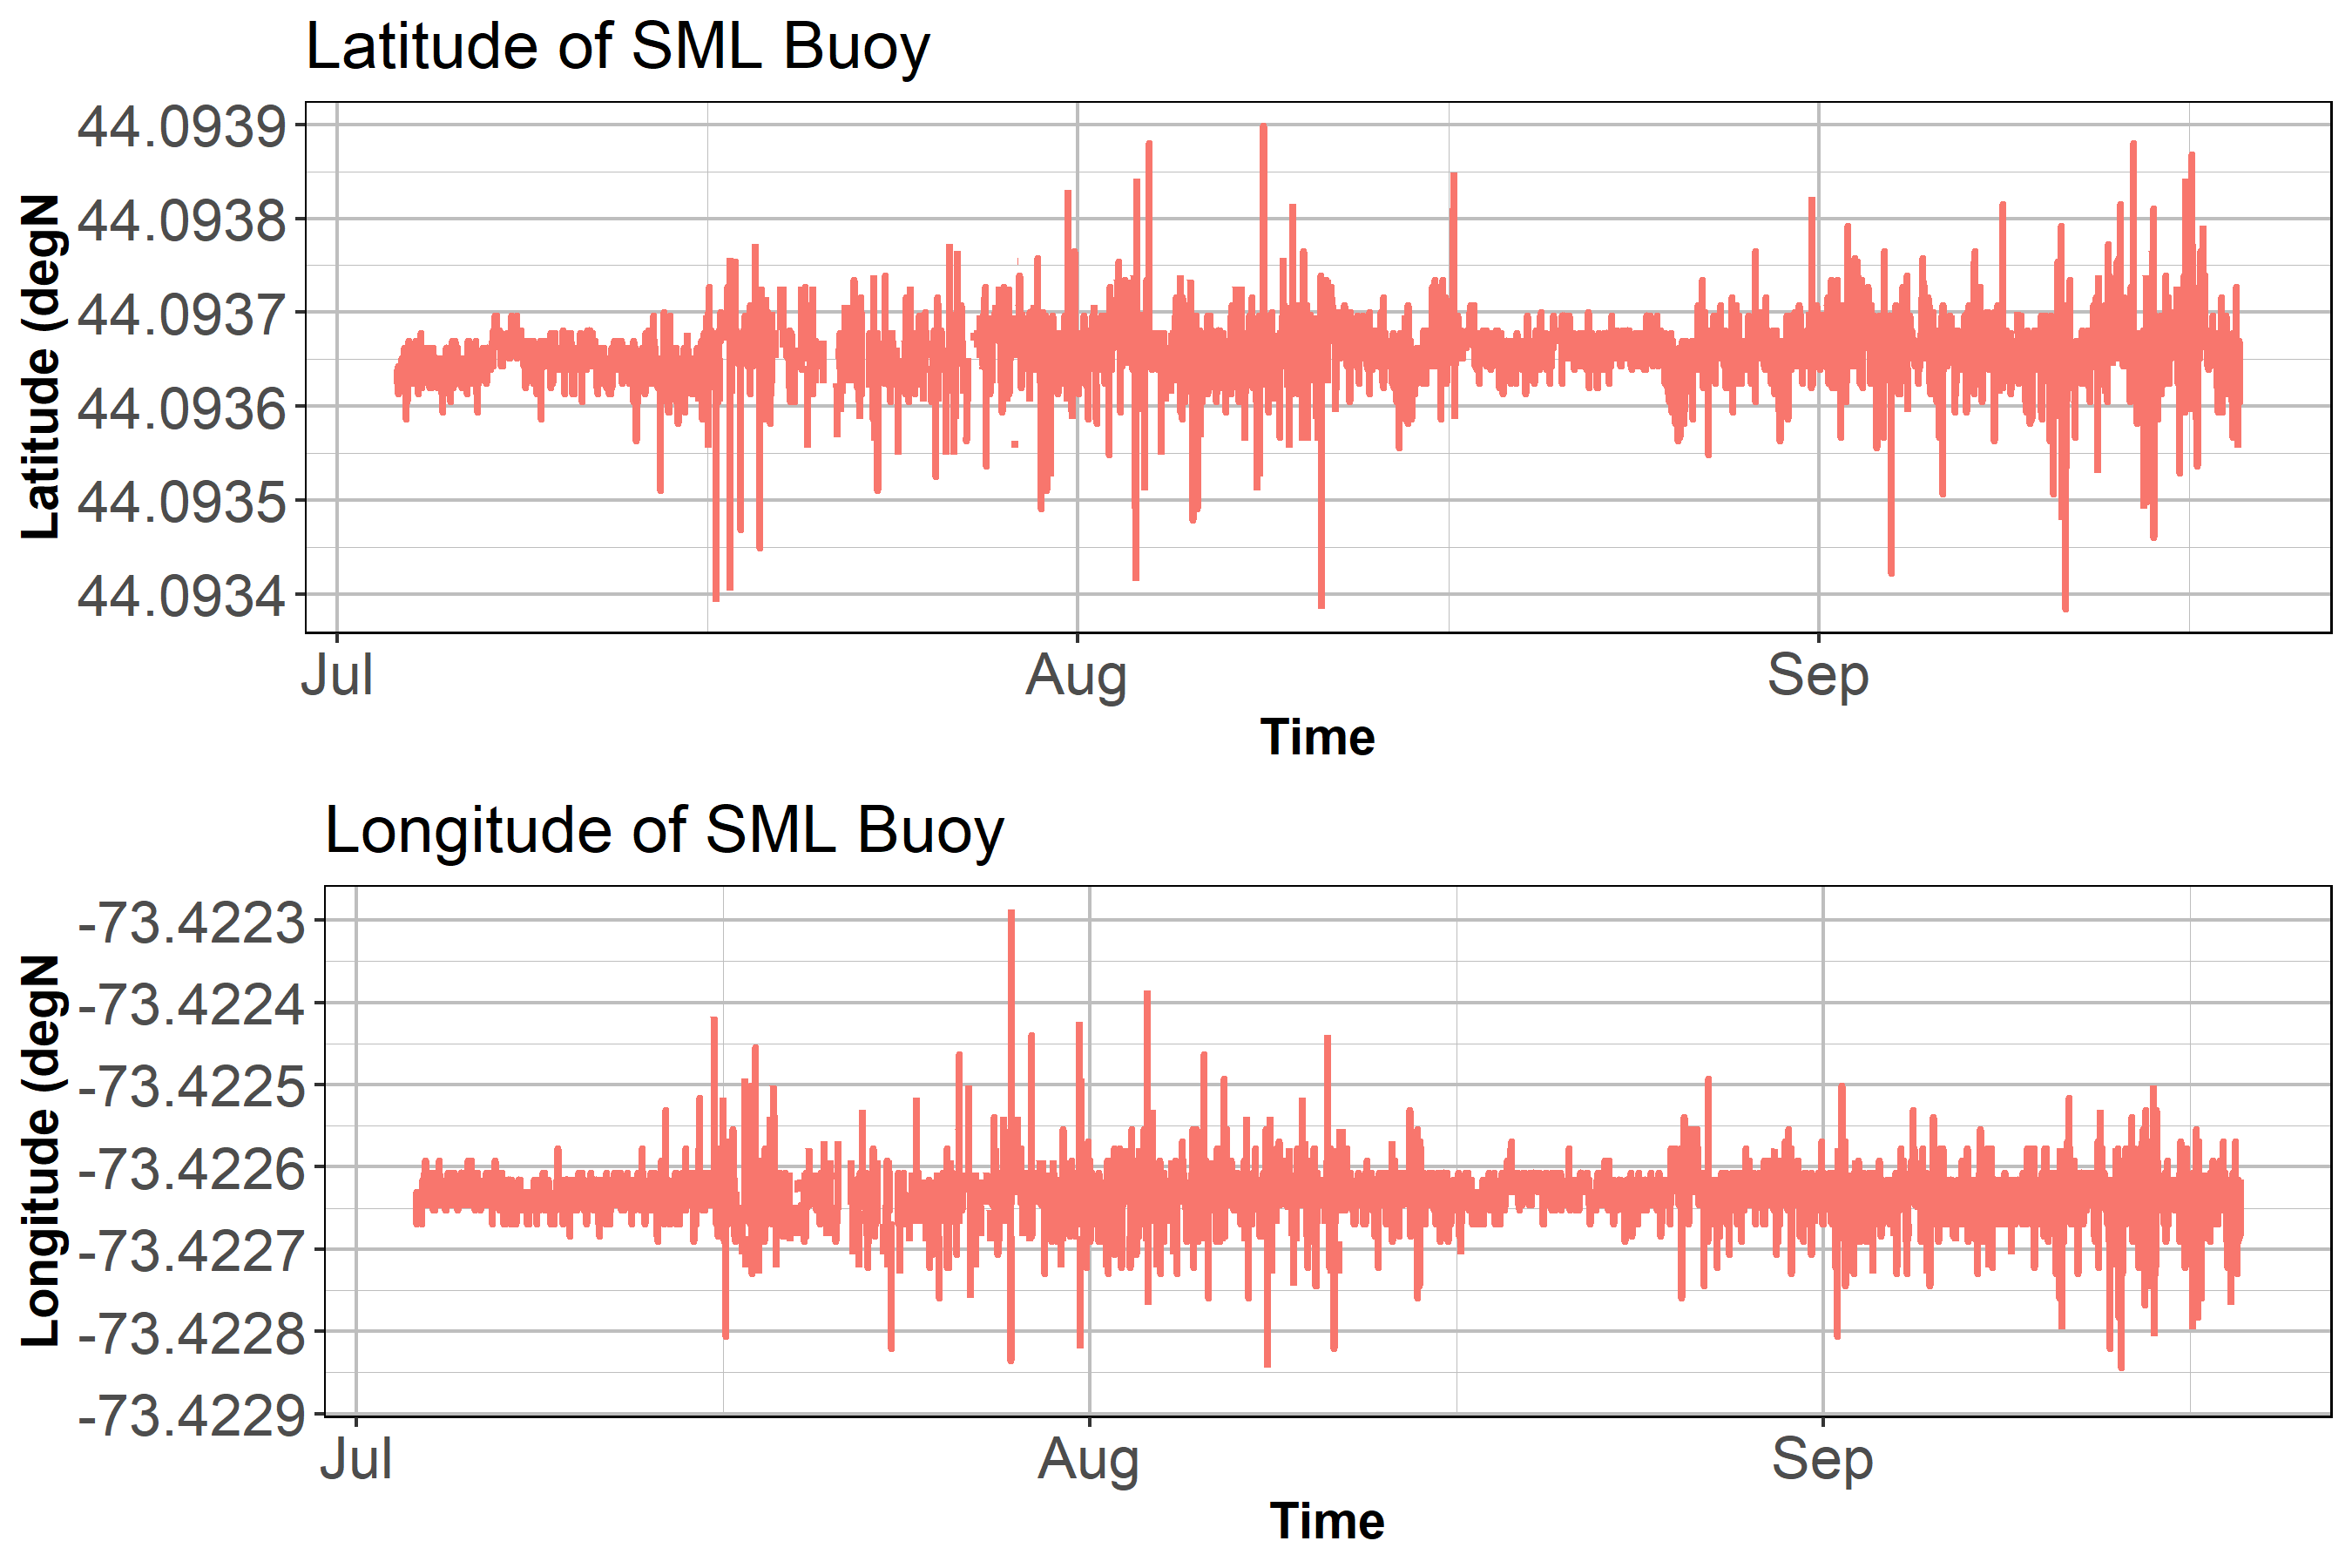 Latitude of SML Buoy
Latitude (degN
44.0939
44.0938
44.0937
44.0936
44.0935
44.0934
Jul Aug Sep
Time
Longitude of SML Buoy
Longitude (degN
-73.4223
-73.4224
-73.4225
-73.4226
-73.4227
-73.4228
-73.4229
Jul Aug Sep
Time